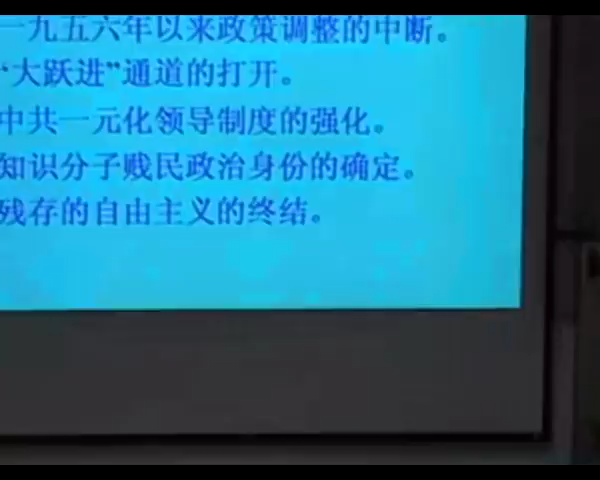 一九五六年以来政策调整的中断。
“大跃进”通道的打开。
中共一元化领导制度的强化。
知识分子贱民政治身份的确定。
残存的自由主义的终结。